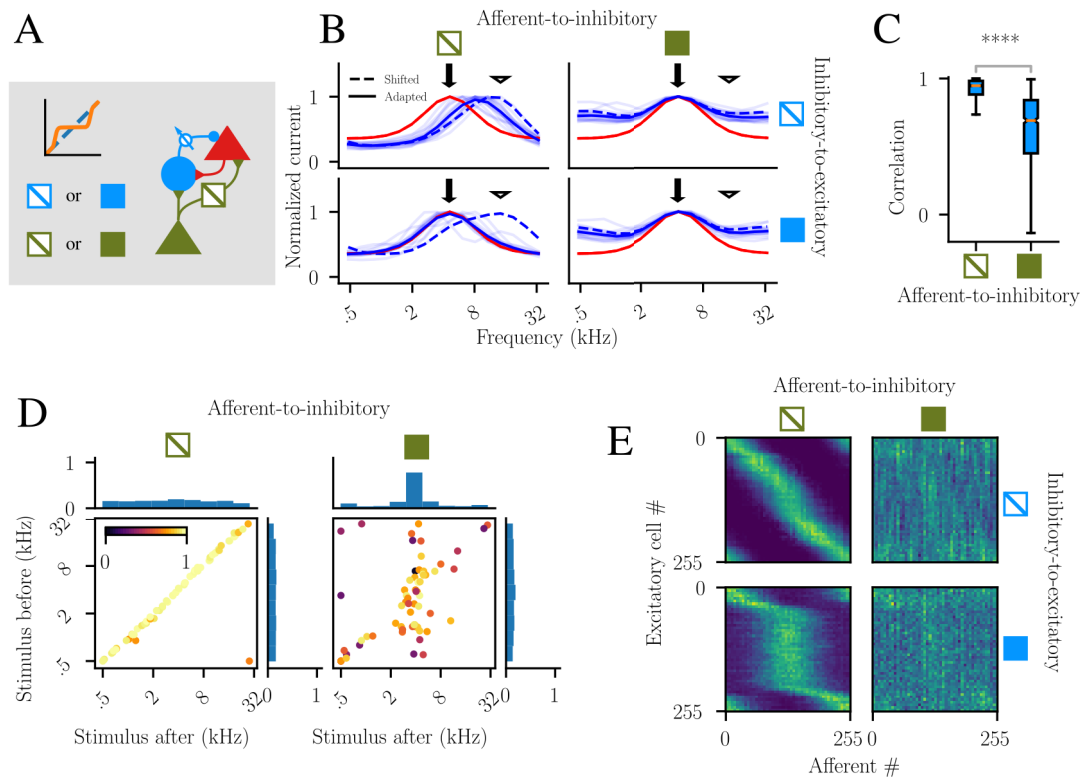 A
or
or
B
Afferent-to-inhibitory
Shifted
Adapted
1
0
1
0
Normalized current
.5
2
8
32
.5
2
8
32
Frequency (kHz)
Inhibitory-to-excitatory
C
****
1
0
Correlation
Afferent-to-inhibitory
D
Afferent-to-inhibitory
1
0
32
8
2
.5
Stimulus before (kHz)
0
1
.5
2
8
32
0
1
.5
2
8
32
0
1
Stimulus after (kHz)
Stimulus after (kHz)
E
Afferent-to-inhibitory
0
255
0
255
Excitatory cell #
0
255
0
255
Afferent #
Inhibitory-to-excitatory